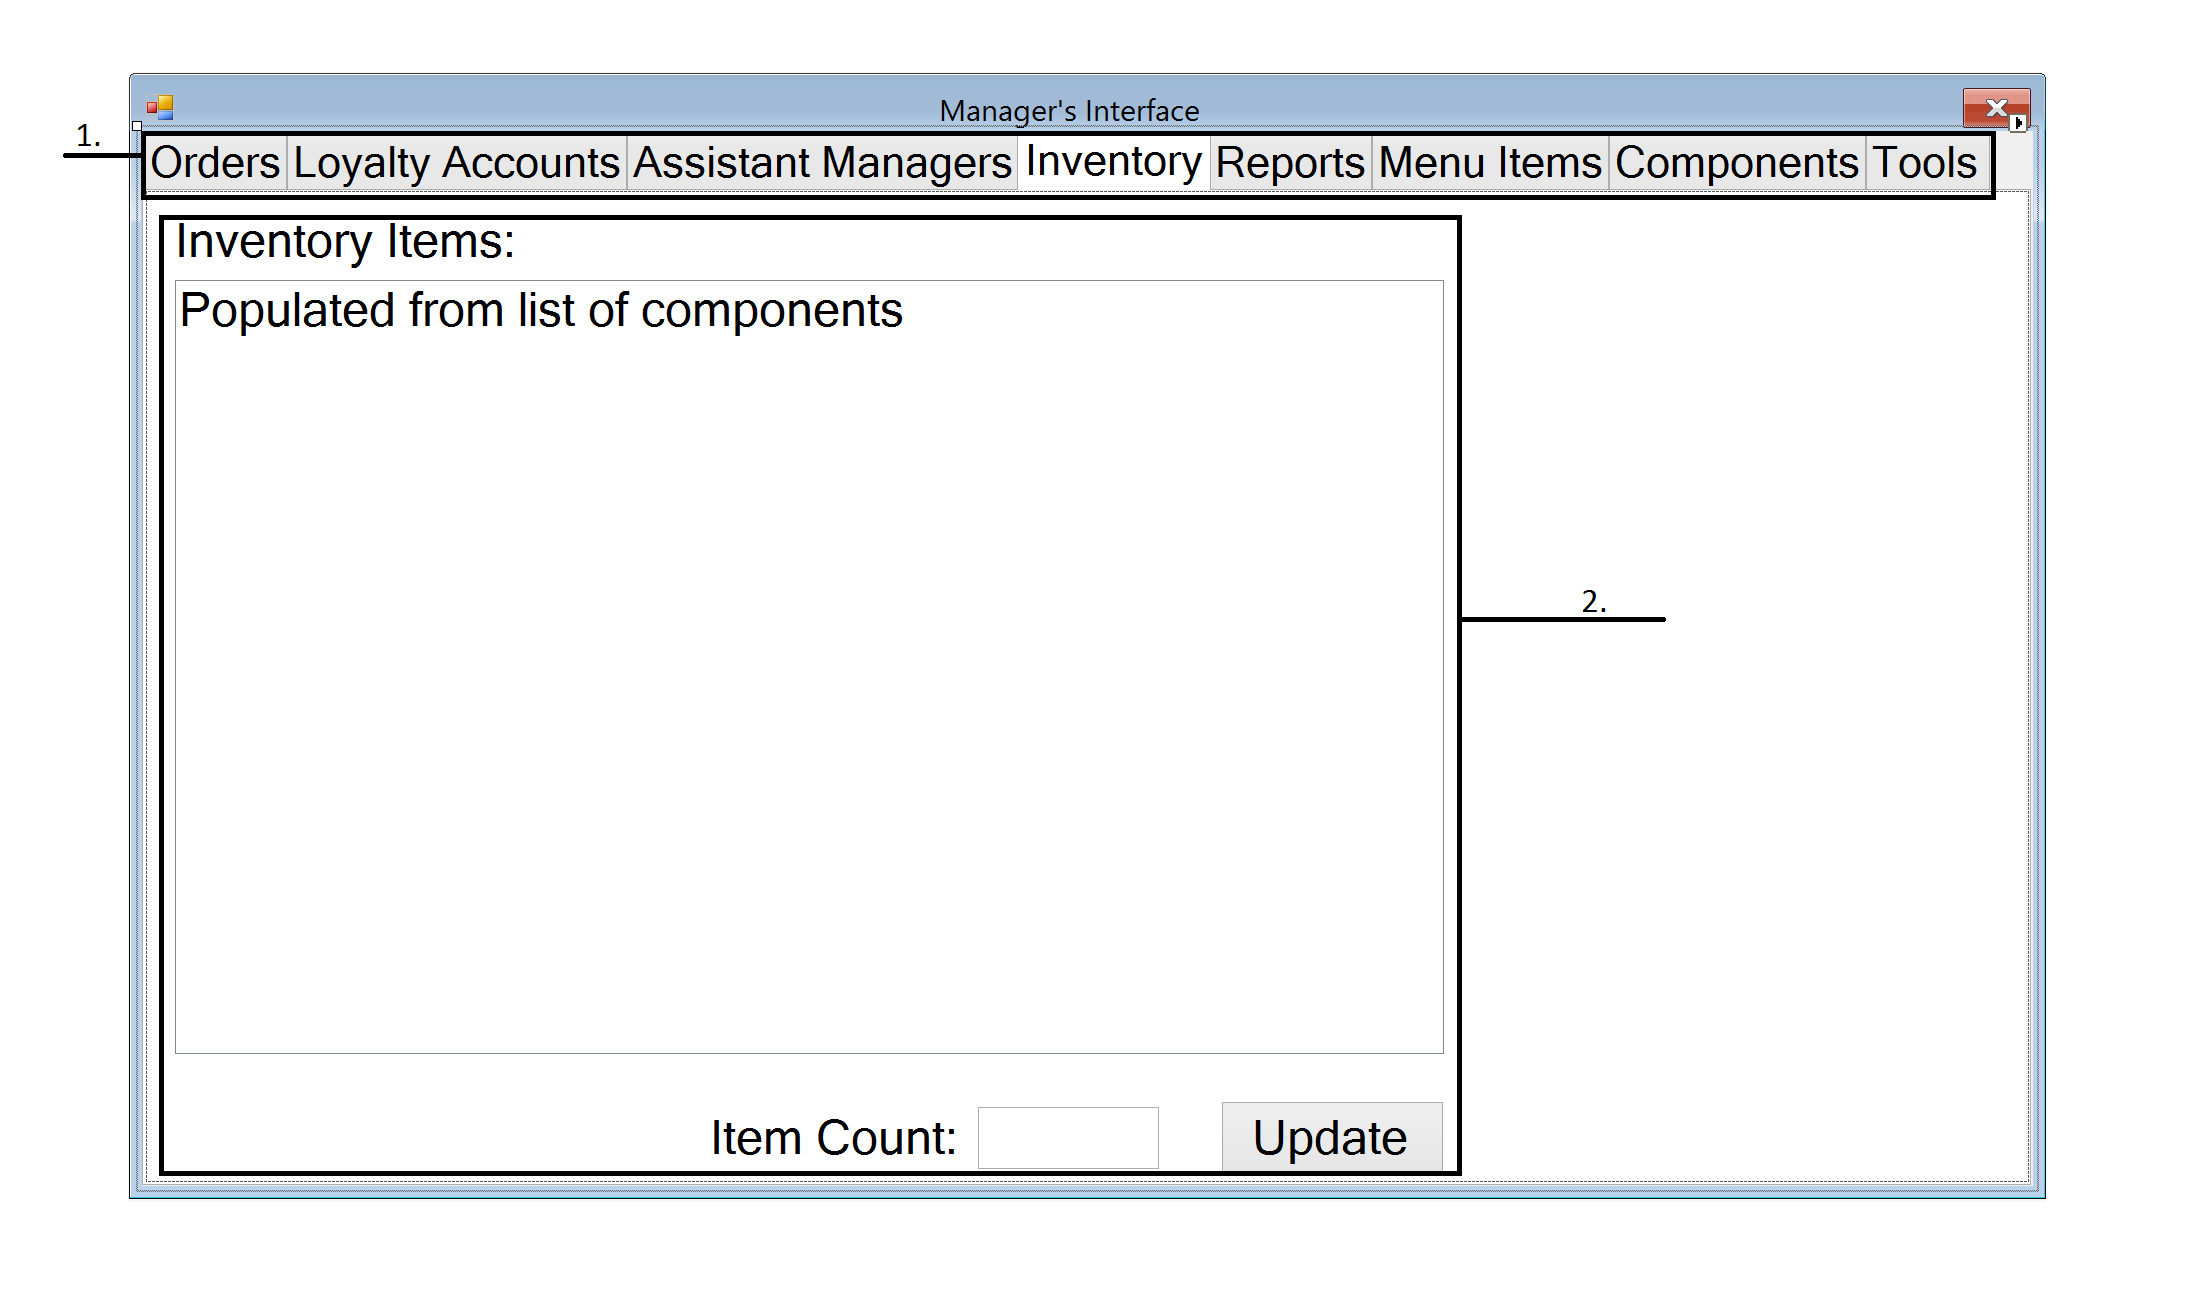 Manager's Interface
1.
Orders Loyalty Accounts Assistant Managers Inventory Reports Menu Items Components Tools
Inventory Items:
Populated from list of components
2.
Item Count: Update